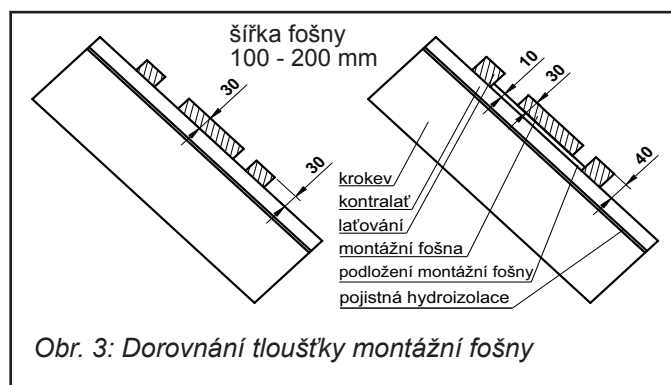 šířka fošny
100 - 200 mm
30
30
10
30
40
krokev
kontralať
laťování
montážní fošna
podložení montážní fošny
pojistná hydroizolace
Obr. 3: Dorovnání tloušťky montážní fošny